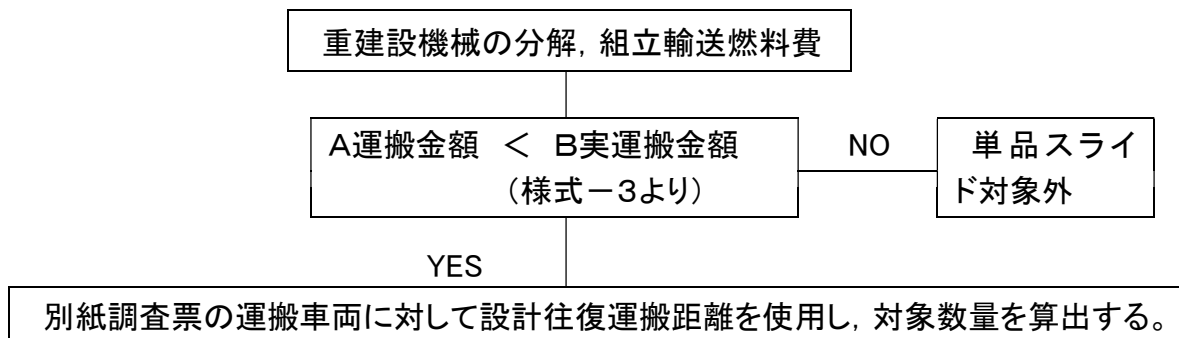 重建設機械の分解，組立輸送燃料費
A運搬金額 ＜ B実運搬金額
（様式－３より）
NO
単品スライ
ド対象外
YES
別紙調査票の運搬車両に対して設計往復運搬距離を使用し，対象数量を算出する。